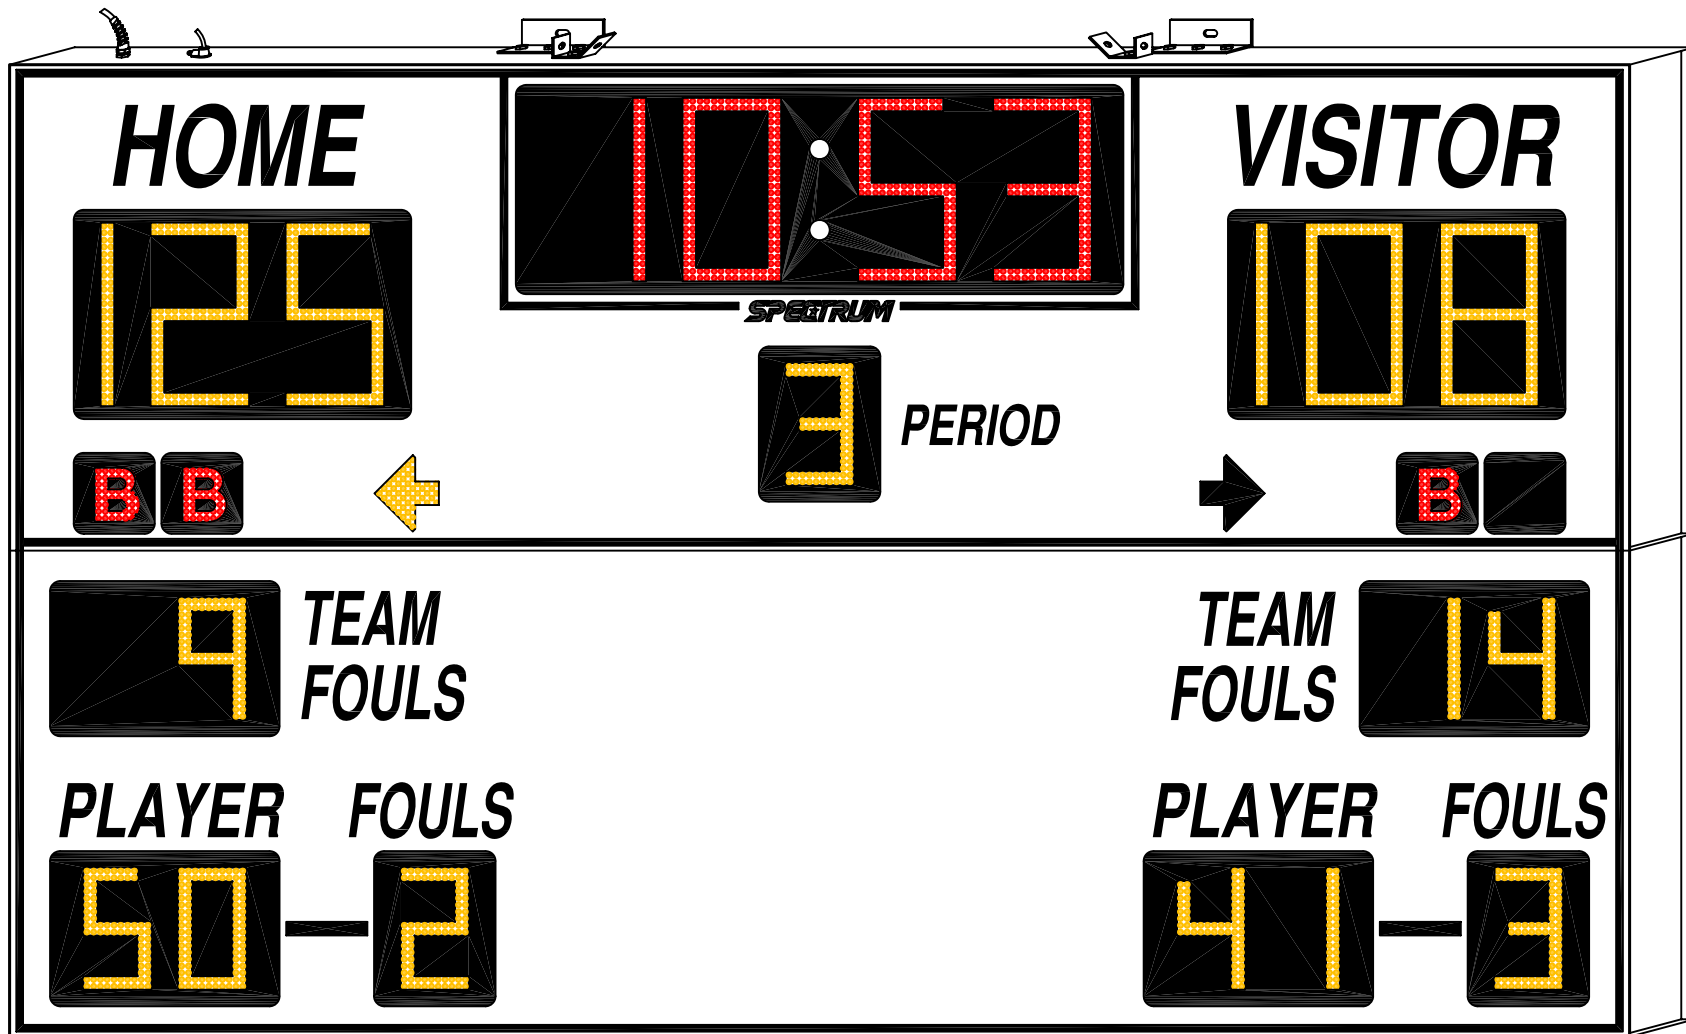 HOME 10:53 VISITOR
125 108
SPECTRUM
3 PERIOD
B B B
9 TEAM FOULS
TEAM FOULS 14
PLAYER FOULS PLAYER FOULS
50 - 2 41 - 3